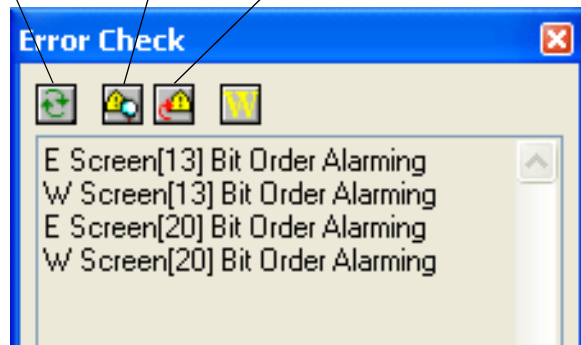 Error Check
W
E Screen[13] Bit Order Alarming
W Screen[13] Bit Order Alarming
E Screen[20] Bit Order Alarming
W Screen[20] Bit Order Alarming